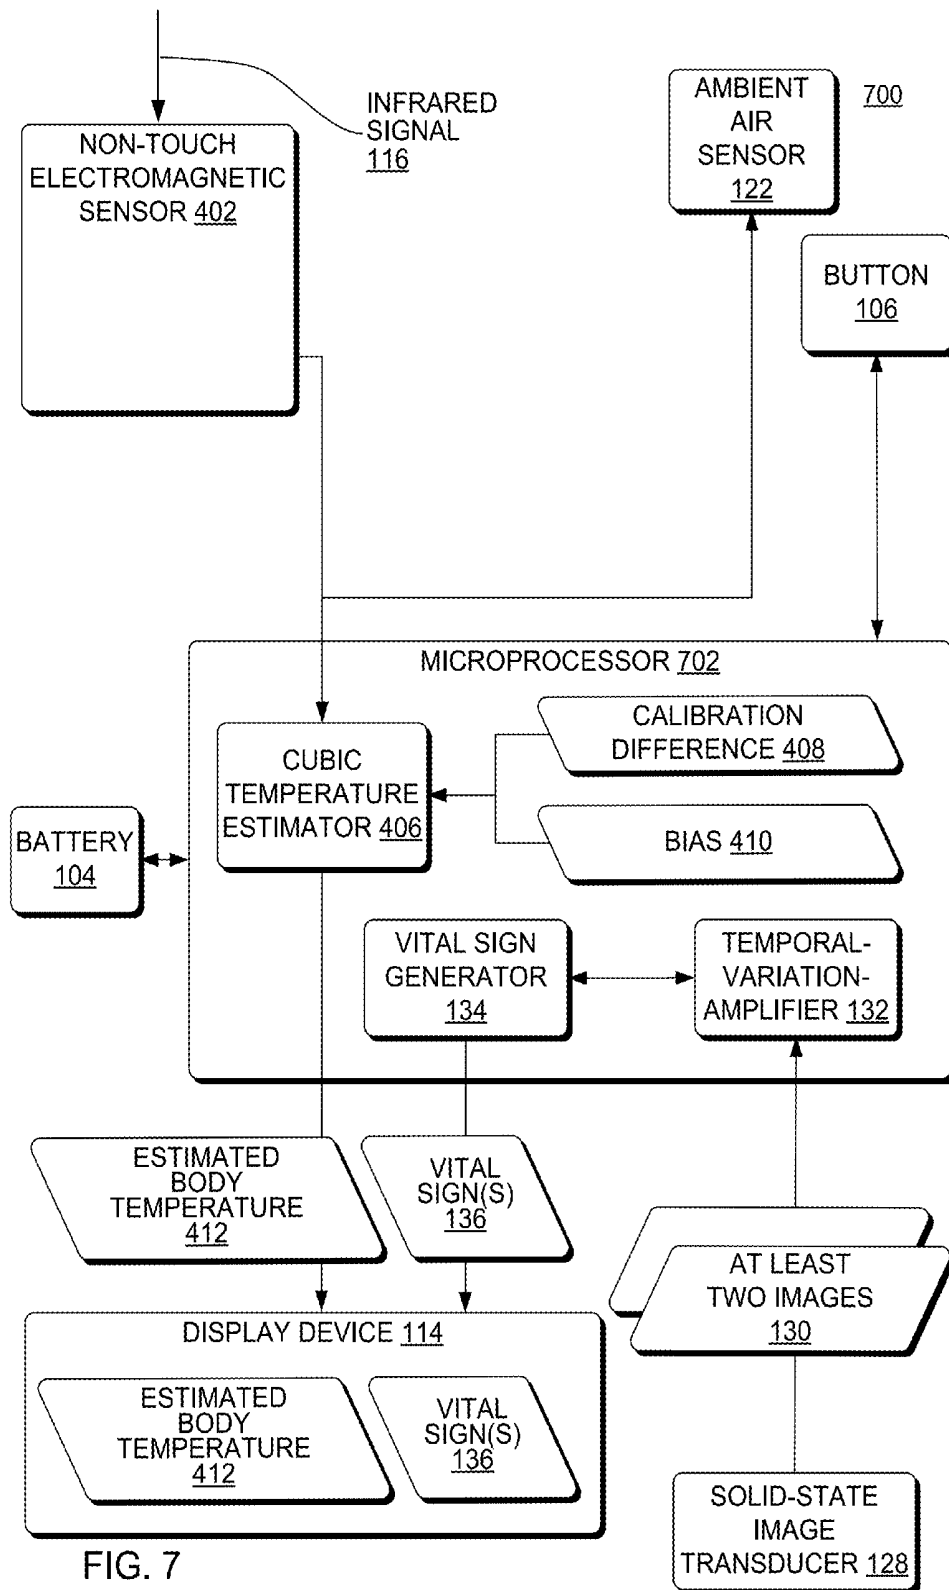 INFRARED
SIGNAL
116
AMBIENT
AIR
SENSOR
122
700
NON-TOUCH
ELECTROMAGNETIC
SENSOR 402
BUTTON
106
MICROPROCESSOR 702
CALIBRATION
DIFFERENCE 408
CUBIC
TEMPERATURE
ESTIMATOR 406
BIAS 410
BATTERY
104
VITAL SIGN
GENERATOR
134
TEMPORAL-
VARIATION-
AMPLIFIER 132
ESTIMATED
BODY
TEMPERATURE
412
VITAL
SIGN(S)
136
AT LEAST
TWO IMAGES
130
DISPLAY DEVICE 114
ESTIMATED
BODY
TEMPERATURE
412
VITAL
SIGN(S)
136
SOLID-STATE
IMAGE
TRANSDUCER 128
FIG. 7